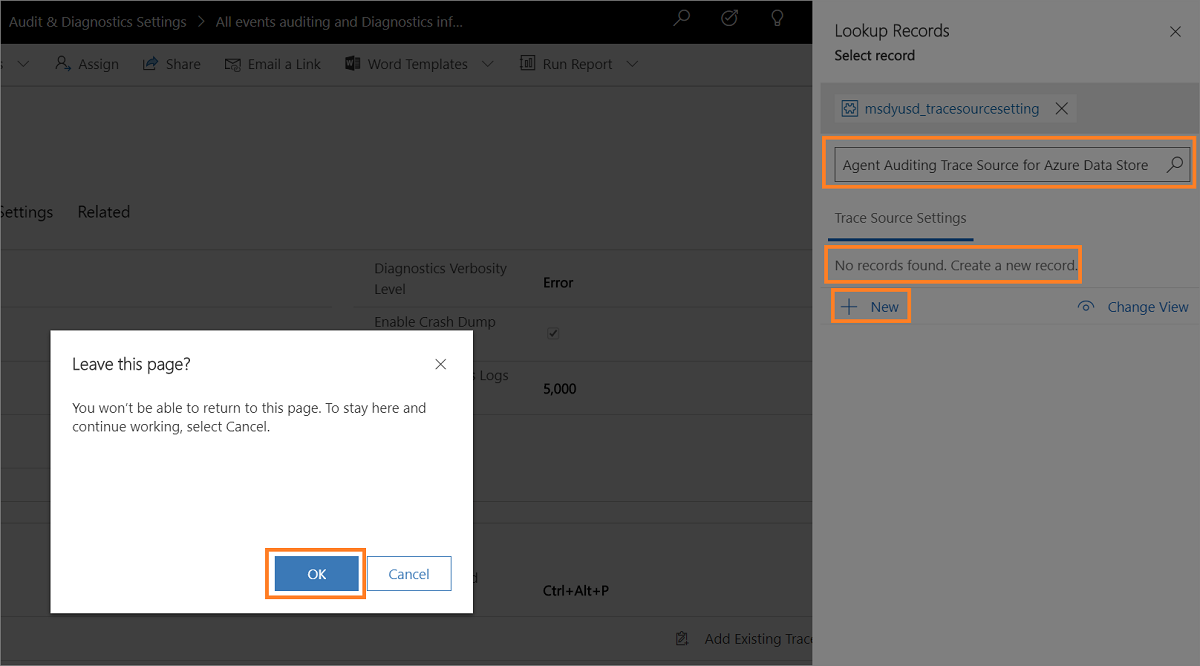 Audit & Diagnostics Settings > All events auditing and Diagnostics inf...
Assign Share Email a Link Word Templates Run Report
Settings Related
Diagnostics Verbosity
Level
Error
Enable Crash Dump
Logs
5,000
Ctrl+Alt+P
Add Existing Trac
Leave this page?
You won't be able to return to this page. To stay here and
continue working, select Cancel.
OK Cancel
Lookup Records
Select record
msdyusd_tracesourcesetting
Agent Auditing Trace Source for Azure Data Store
Trace Source Settings
No records found. Create a new record.
New Change View